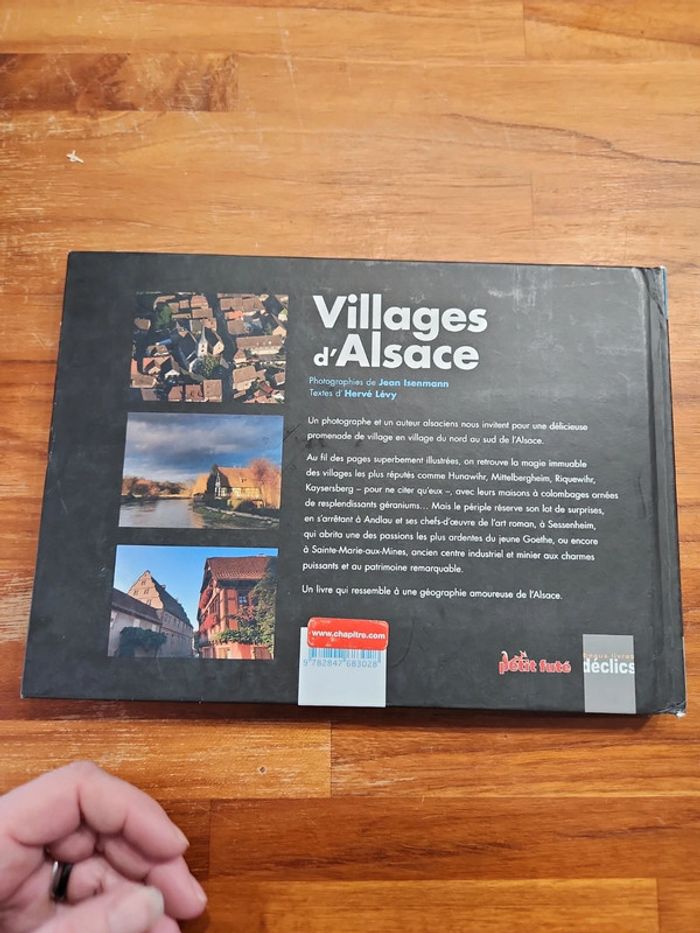 Villages
d'Alsace
Photographies de Jean Isenmann
Textes d'Hervé Lévy
Un photographe et un auteur alsaciens nous invitent pour une délicieuse
promenade de village en village du nord au sud de l'Alsace.
Au fil des pages superbement illustrées, on retrouve la magie immuable
des villages les plus réputés comme Hunawihr, Mittelbergheim, Riquewihr,
Kaysersberg – pour ne citer qu'eux –, avec leurs maisons à colombages ornées
de resplendissants géraniums... Mais le périple réserve son lot de surprises,
en s'arrêtant à Andlau et ses chefs-d'œuvre de l'art roman, à Sessenheim,
qui abrita une des passions les plus ardentes du jeune Goethe, ou encore
à Sainte-Marie-aux-Mines, ancien centre industriel et minier aux charmes
puissants et au patrimoine remarquable.
Un livre qui ressemble à une géographie amoureuse de l'Alsace.
www.chapitre.com
9 782847 683028
petit futé
livres
déclics